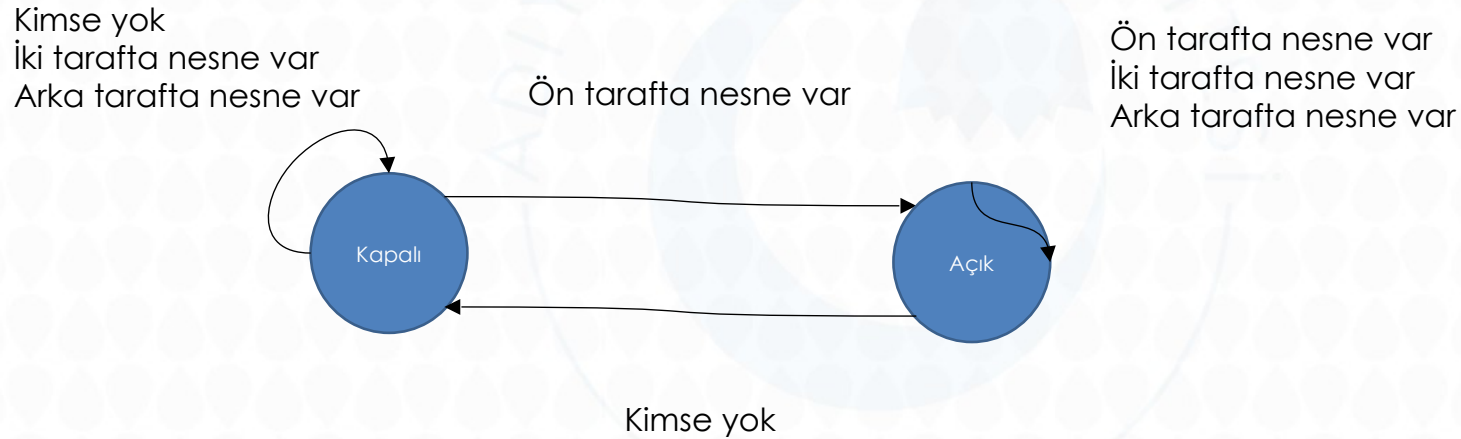 Kimse yok
İki tarafta nesne var
Arka tarafta nesne var
Ön tarafta nesne var
Ön tarafta nesne var
İki tarafta nesne var
Arka tarafta nesne var
Kapalı
Açık
Kimse yok